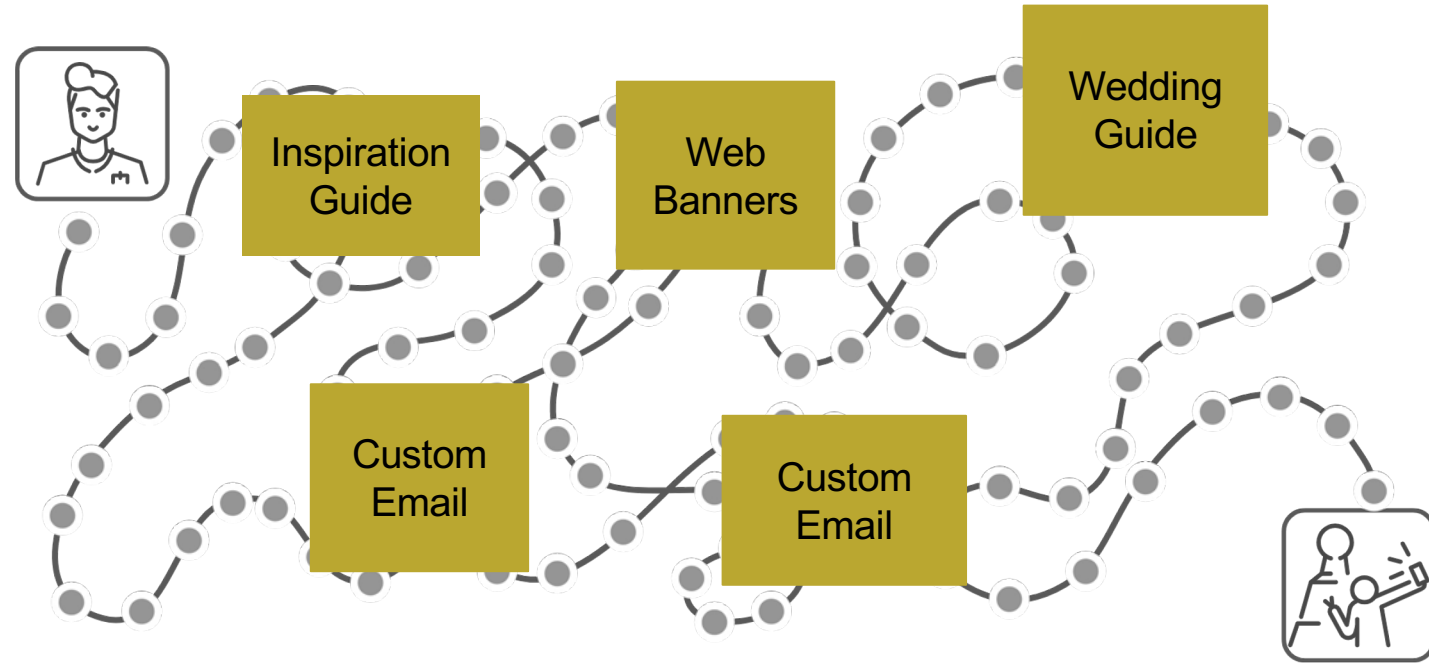 Inspiration
Guide
Web
Banners
Wedding
Guide
Custom
Email
Custom
Email